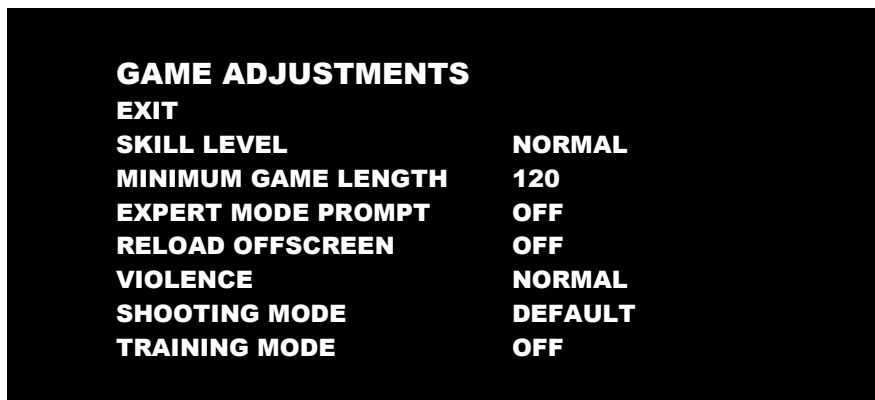 GAME ADJUSTMENTS
EXIT
SKILL LEVEL NORMAL
MINIMUM GAME LENGTH 120
EXPERT MODE PROMPT OFF
RELOAD OFFSCREEN OFF
VIOLENCE NORMAL
SHOOTING MODE DEFAULT
TRAINING MODE OFF